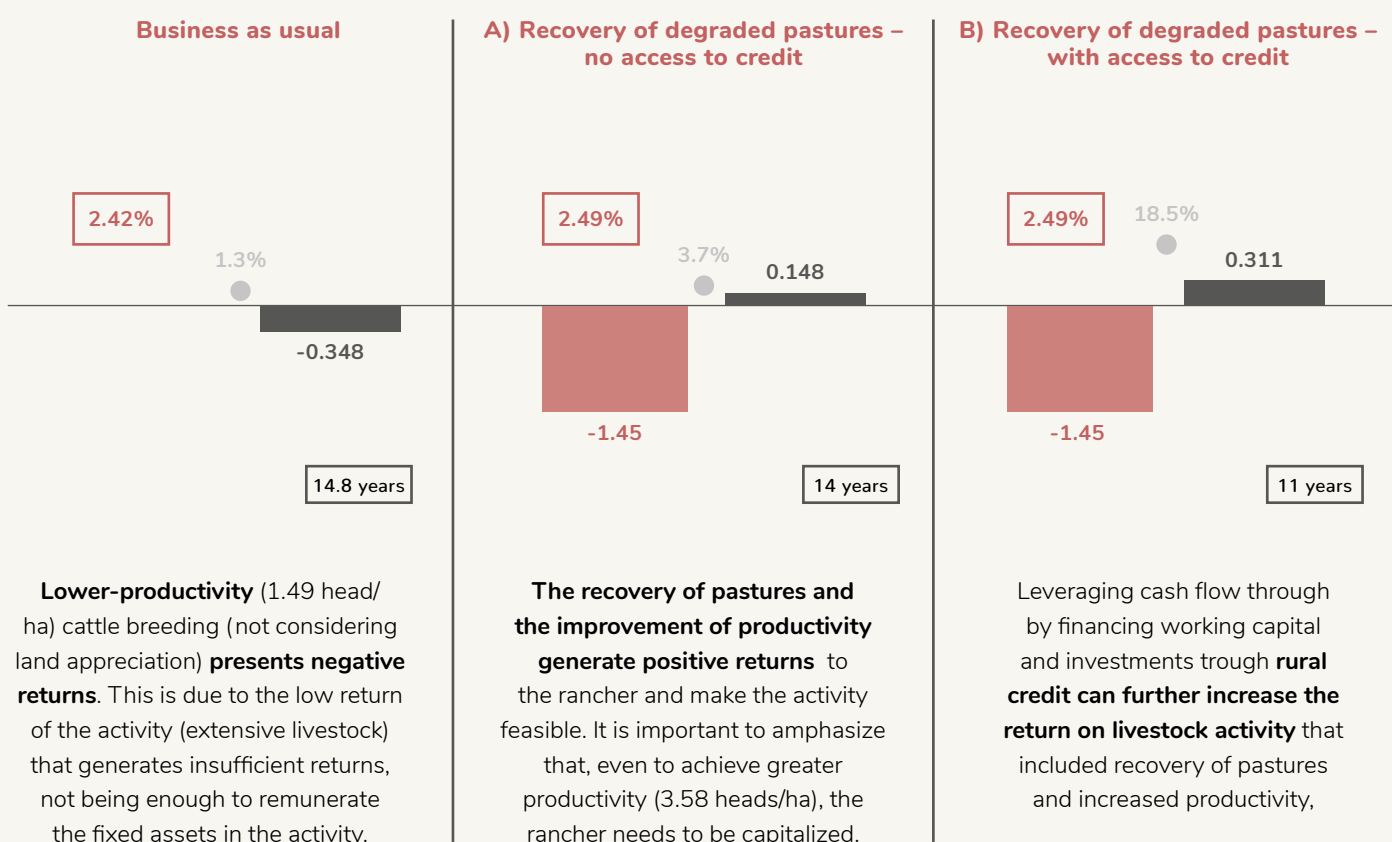 Business as usual
2.42%
1.3%
-0.348
14.8 years
Lower-productivity (1.49 head/
ha) cattle breeding (not considering
land appreciation) presents negative
returns. This is due to the low return
of the activity (extensive livestock)
that generates insufficient returns,
not being enough to remunerate
the fixed assets in the activity.
A) Recovery of degraded pastures –
no access to credit
2.49%
3.7%
0.148
-1.45
14 years
The recovery of pastures and
the improvement of productivity
generate positive returns to
the rancher and make the activity
feasible. It is important to amphasize
that, even to achieve greater
productivity (3.58 heads/ha), the
rancher needs to be capitalized.
B) Recovery of degraded pastures –
with access to credit
2.49%
18.5%
0.311
-1.45
11 years
Leveraging cash flow through
by financing working capital
and investments trough rural
credit can further increase the
return on livestock activity that
included recovery of pastures
and increased productivity,